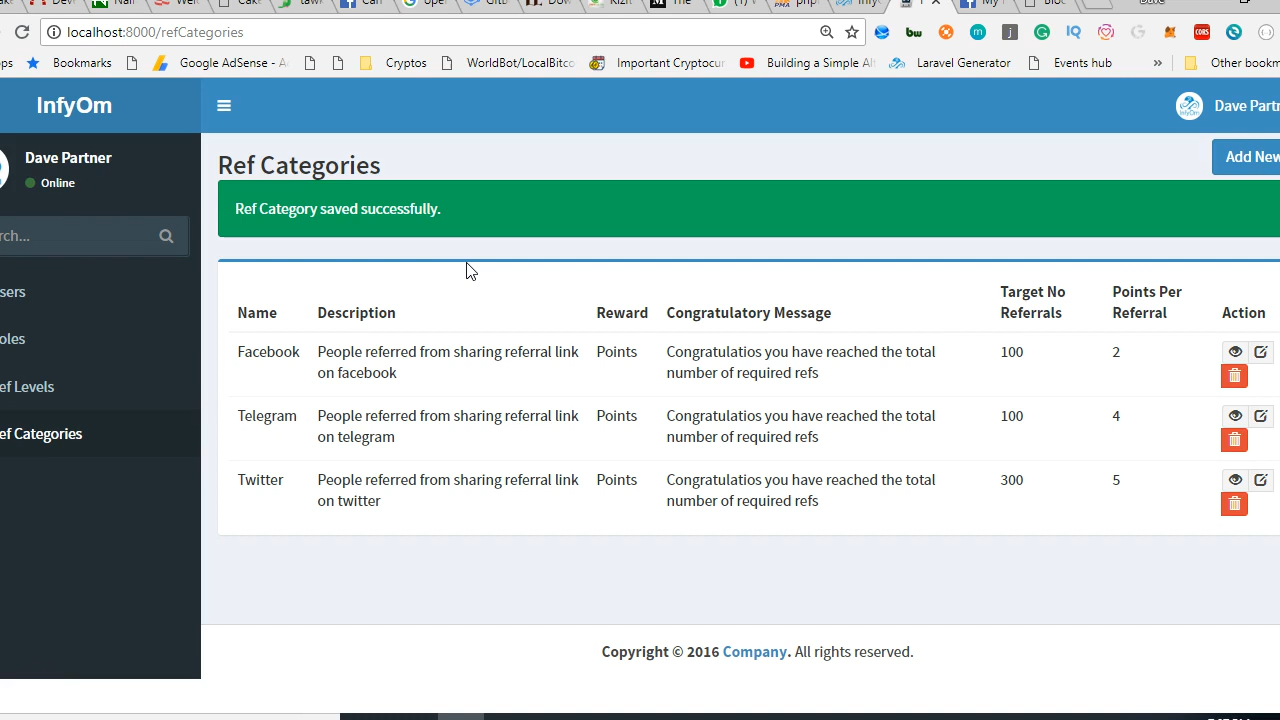 localhost:8000/refCategories
Bookmarks Google AdSense - Cryptos WorldBot/LocalBitco Important Cryptocur Building a Simple Laravel Generator Events hub » Other bookm
InfyOm
Dave Partn
Dave Partner
Online
rch...
sers
oles
ef Levels
ef Categories
Ref Categories
Add New
Ref Category saved successfully.
Name Description Reward Congratulatory Message Target No Referrals Points Per Referral Action
Facebook People referred from sharing referral link on facebook Points Congratulatios you have reached the total number of required refs 100 2
Telegram People referred from sharing referral link on telegram Points Congratulatios you have reached the total number of required refs 100 4
Twitter People referred from sharing referral link on twitter Points Congratulatios you have reached the total number of required refs 300 5
Copyright © 2016 Company. All rights reserved.